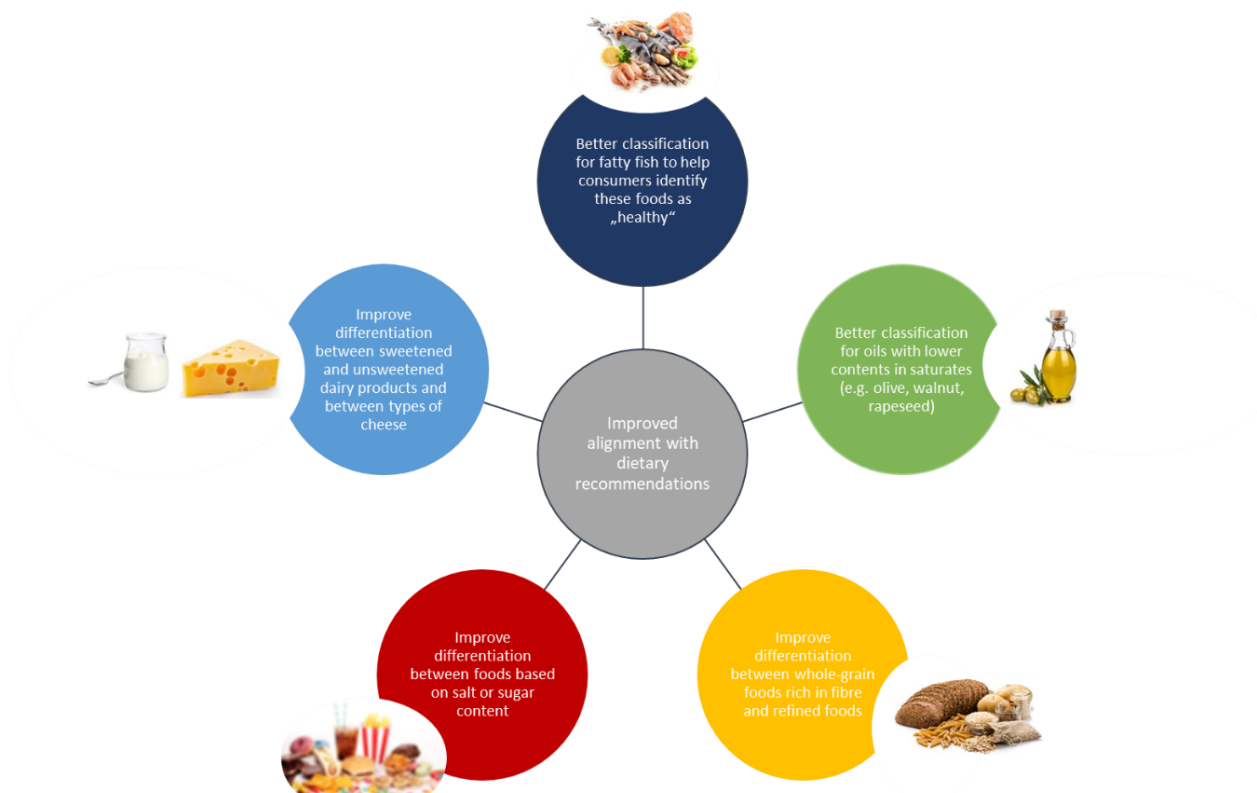 Better classification
for fatty fish to help
consumers identify
these foods as
„healthy“
Improve
differentiation
between sweetened
and unsweetened
dairy products and
between types of
cheese
Better classification
for oils with lower
contents in saturates
(e.g. olive, walnut,
rapeseed)
Improved
alignment with
dietary
recommendations
Improve
differentiation
between foods based
on salt or sugar
content
Improve
differentiation
between whole-grain
foods rich in fibre
and refined foods